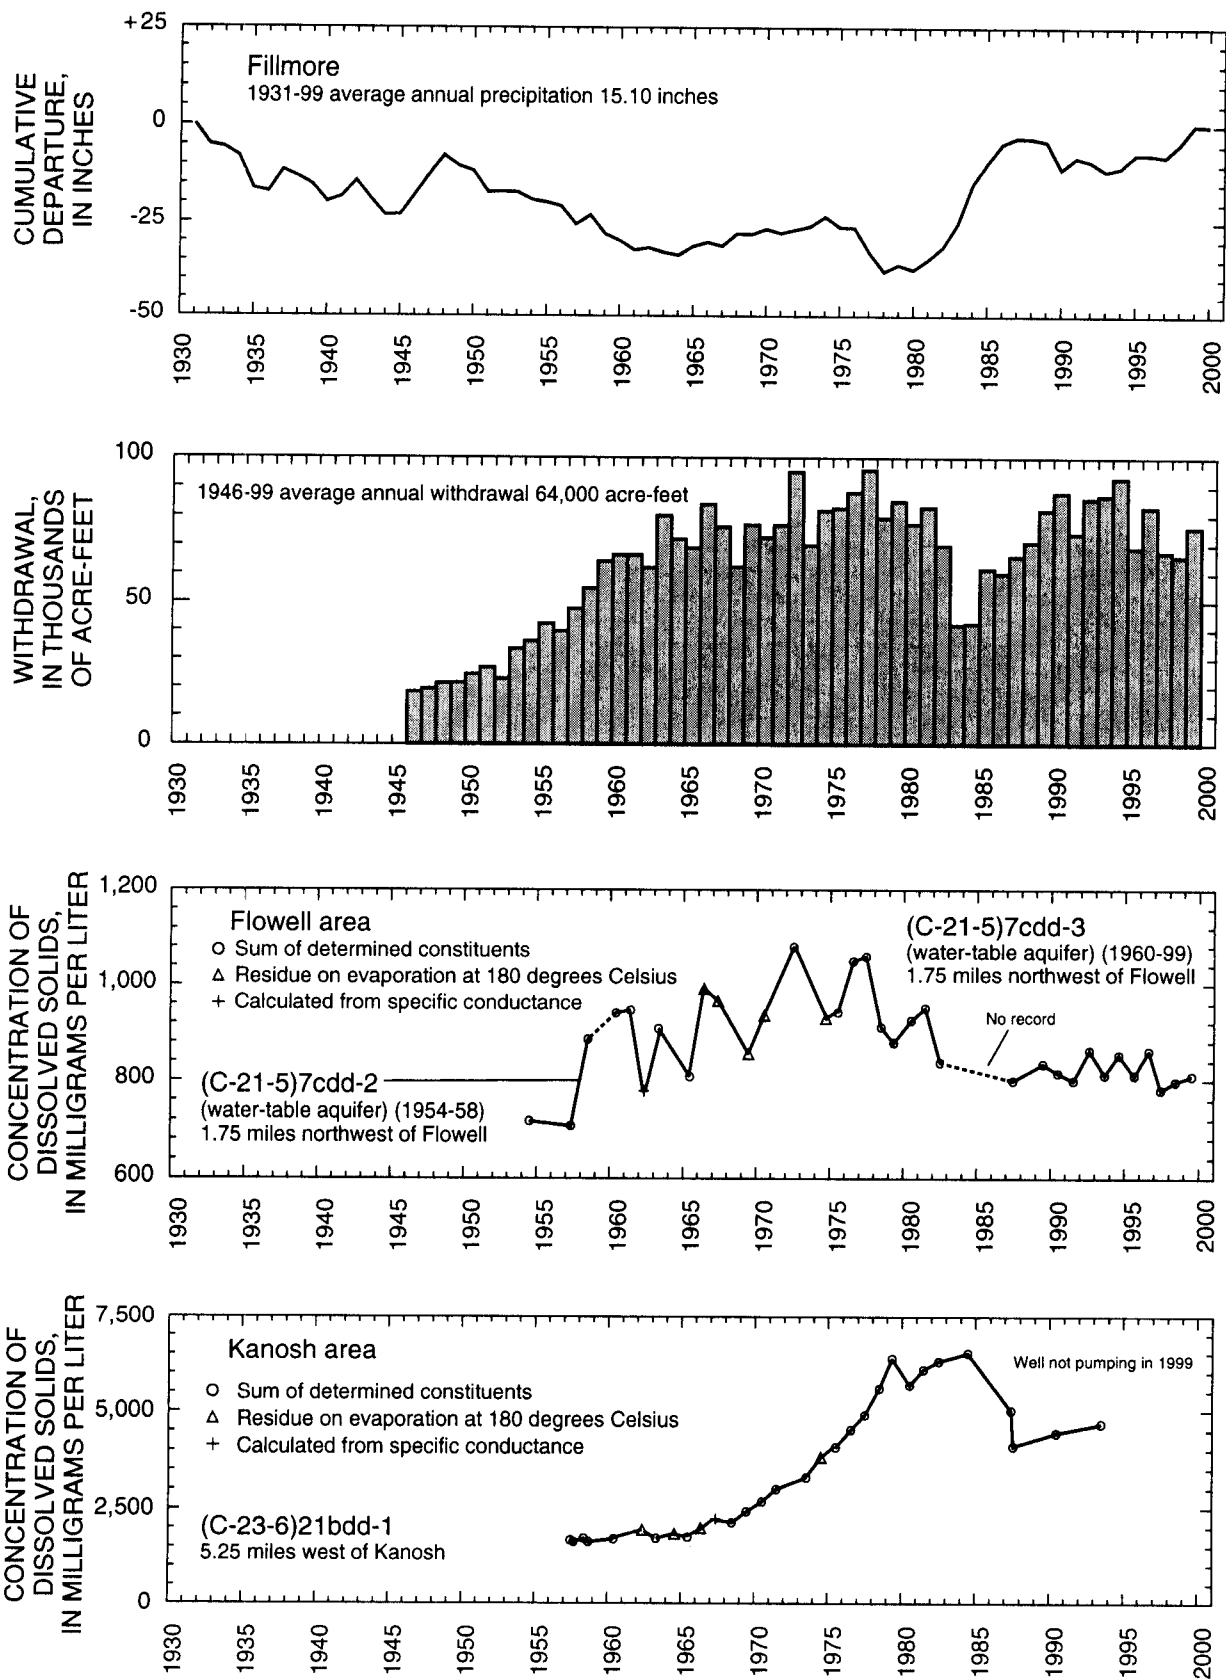 CUMULATIVE
DEPARTURE,
IN INCHES
+25
0
-25
-50
Fillmore
1931-99 average annual precipitation 15.10 inches
1930
1935
1940
1945
1950
1955
1960
1965
1970
1975
1980
1985
1990
1995
2000
WITHDRAWAL,
IN THOUSANDS
OF ACRE-FEET
100
50
0
1946-99 average annual withdrawal 64,000 acre-feet
1930
1935
1940
1945
1950
1955
1960
1965
1970
1975
1980
1985
1990
1995
2000
CONCENTRATION OF
DISSOLVED SOLIDS,
IN MILLIGRAMS PER LITER
1,200
1,000
800
600
Flowell area
Sum of determined constituents
Residue on evaporation at 180 degrees Celsius
Calculated from specific conductance
(C-21-5)7cdd-3
(water-table aquifer) (1960-99)
1.75 miles northwest of Flowell
No record
(C-21-5)7cdd-2
(water-table aquifer) (1954-58)
1.75 miles northwest of Flowell
1930
1935
1940
1945
1950
1955
1960
1965
1970
1975
1980
1985
1990
1995
2000
CONCENTRATION OF
DISSOLVED SOLIDS,
IN MILLIGRAMS PER LITER
7,500
5,000
2,500
0
Kanosh area
Sum of determined constituents
Residue on evaporation at 180 degrees Celsius
Calculated from specific conductance
Well not pumping in 1999
(C-23-6)21bdd-1
5.25 miles west of Kanosh
1930
1935
1940
1945
1950
1955
1960
1965
1970
1975
1980
1985
1990
1995
2000